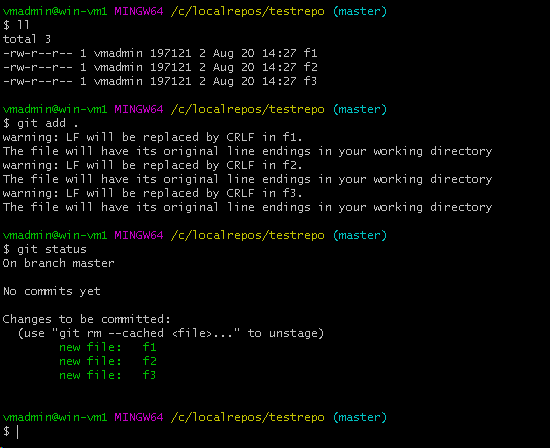 vmadmin@win-vm1 MINGW64 /c/localrepos/testrepo (master)
$ ll
total 3
-rw-r--r-- 1 vmadmin 197121 2 Aug 20 14:27 f1
-rw-r--r-- 1 vmadmin 197121 2 Aug 20 14:27 f2
-rw-r--r-- 1 vmadmin 197121 2 Aug 20 14:27 f3

vmadmin@win-vm1 MINGW64 /c/localrepos/testrepo (master)
$ git add .
warning: LF will be replaced by CRLF in f1.
The file will have its original line endings in your working directory
warning: LF will be replaced by CRLF in f2.
The file will have its original line endings in your working directory
warning: LF will be replaced by CRLF in f3.
The file will have its original line endings in your working directory

vmadmin@win-vm1 MINGW64 /c/localrepos/testrepo (master)
$ git status
On branch master

No commits yet

Changes to be committed:
  (use "git rm --cached <file>..." to unstage)
        new file:   f1
        new file:   f2
        new file:   f3


vmadmin@win-vm1 MINGW64 /c/localrepos/testrepo (master)
$